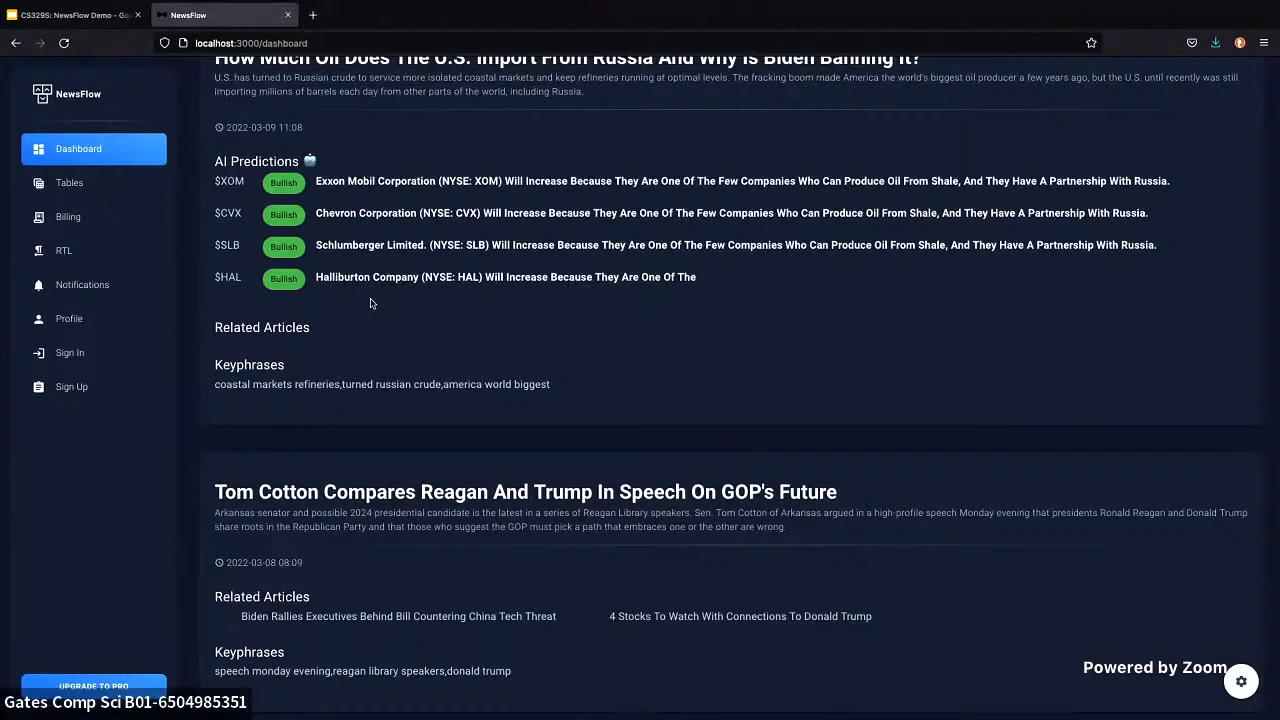 CS329S: NewsFlow Demo - Go
NewsFlow
localhost:3000/dashboard
How Much Oil Does The U.S. Import From Russia And Why Is Biden Banning It?
U.S. has turned to Russian crude to service more isolated coastal markets and keep refineries running at optimal levels. The fracking boom made America the world's biggest oil producer a few years ago, but the U.S. until recently was still
importing millions of barrels each day from other parts of the world, including Russia.
NewsFlow
2022-03-09 11:08
Dashboard
AI Predictions
Tables
$XOM Bullish Exxon Mobil Corporation (NYSE: XOM) Will Increase Because They Are One Of The Few Companies Who Can Produce Oil From Shale, And They Have A Partnership With Russia.
Billing
$CVX Bullish Chevron Corporation (NYSE: CVX) Will Increase Because They Are One Of The Few Companies Who Can Produce Oil From Shale, And They Have A Partnership With Russia.
RTL
$SLB Bullish Schlumberger Limited. (NYSE: SLB) Will Increase Because They Are One Of The Few Companies Who Can Produce Oil From Shale, And They Have A Partnership With Russia.
Notifications
$HAL Bullish Halliburton Company (NYSE: HAL) Will Increase Because They Are One Of The
Profile
Related Articles
Sign In
Keyphrases
Sign Up
coastal markets refineries,turned russian crude,america world biggest
Tom Cotton Compares Reagan And Trump In Speech On GOP's Future
Arkansas senator and possible 2024 presidential candidate is the latest in a series of Reagan Library speakers. Sen. Tom Cotton of Arkansas argued in a high-profile speech Monday evening that presidents Ronald Reagan and Donald Trump
share roots in the Republican Party and that those who suggest the GOP must pick a path that embraces one or the other are wrong.
2022-03-08 08:09
Related Articles
Biden Rallies Executives Behind Bill Countering China Tech Threat 4 Stocks To Watch With Connections To Donald Trump
Keyphrases
speech monday evening,reagan library speakers,donald trump
Powered by Zoom
UPGRADE TO PRO
Gates Comp Sci B01-6504985351